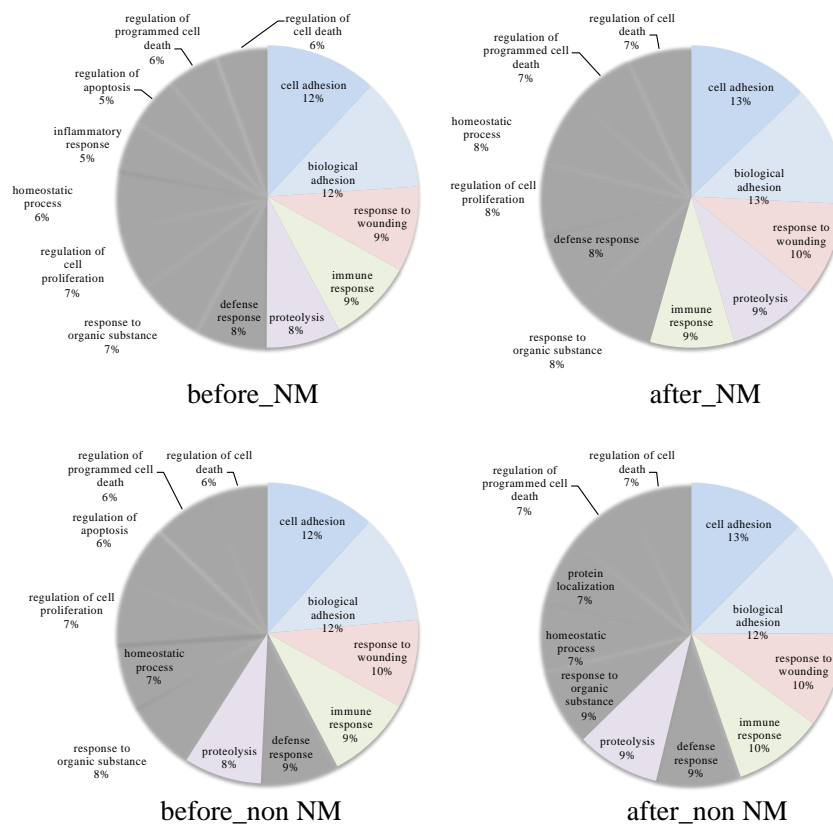 regulation of
programmed cell
death
6%
regulation of
cell death
6%
regulation of
apoptosis
5%
inflammatory
response
5%
homeostatic
process
6%
regulation of
cell
proliferation
7%
response to
organic substance
7%
defense
response
8%
proteolysis
8%
immune
response
9%
response to
wounding
9%
biological
adhesion
12%
cell adhesion
12%
before_NM
regulation of
programmed cell
death
7%
regulation of cell
death
7%
homeostatic
process
8%
regulation of cell
proliferation
8%
defense response
8%
response to
organic substance
8%
immune
response
9%
proteolysis
9%
response to
wounding
10%
biological
adhesion
13%
cell adhesion
13%
after_NM
regulation of
programmed cell
death
6%
regulation of cell
death
6%
regulation of
apoptosis
6%
regulation of cell
proliferation
7%
homeostatic
process
7%
response to
organic substance
8%
proteolysis
8%
defense
response
9%
immune
response
9%
response to
wounding
10%
biological
adhesion
12%
cell adhesion
12%
before_non NM
regulation of
programmed cell
death
7%
regulation of cell
death
7%
protein
localization
7%
homeostatic
process
7%
response to
organic
substance
9%
proteolysis
9%
defense
response
9%
immune
response
10%
response to
wounding
10%
biological
adhesion
12%
cell adhesion
13%
after_non NM